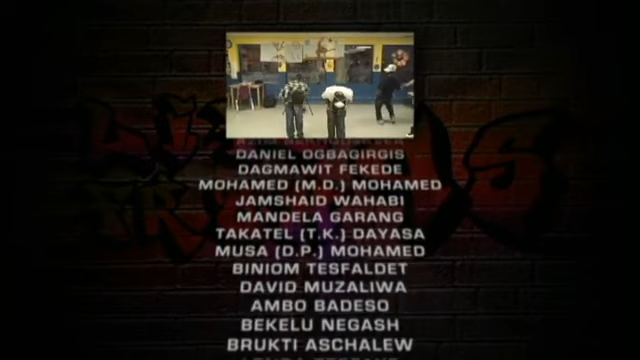 DANIEL OGBAGIRGIS
DAGMAWIT FEKEDE
MOHAMED (M.D.) MOHAMED
JAMSHAID WAHABI
MANDELA GARANG
TAKATEL (T.K.) DAYASA
MUSA (D.P.) MOHAMED
BINIOM TESFALDET
DAVID MUZALIWA
AMBO BADESO
BEKELU NEGASH
BRUKTI ASCHALEW